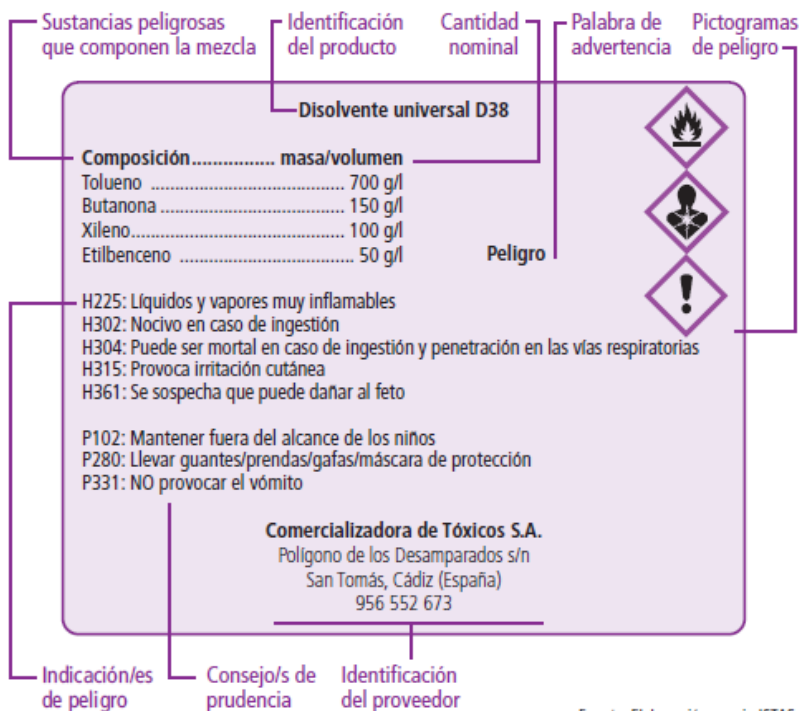 Sustancias peligrosas
que componen la mezcla
Identificación
del producto
Cantidad
nominal
Palabra de
advertencia
Pictogramas
de peligro
Disolvente universal D38
Composición................ masa/volumen
Tolueno ......................................... 700 g/l
Butanona ....................................... 150 g/l
Xileno............................................. 100 g/l
Etilbenceno ..................................... 50 g/l
Peligro
H225: Líquidos y vapores muy inflamables
H302: Nocivo en caso de ingestión
H304: Puede ser mortal en caso de ingestión y penetración en las vías respiratorias
H315: Provoca irritación cutánea
H361: Se sospecha que puede dañar al feto
P102: Mantener fuera del alcance de los niños
P280: Llevar guantes/prendas/gafas/máscara de protección
P331: NO provocar el vómito
Comercializadora de Tóxicos S.A.
Polígono de los Desamparados s/n
San Tomás, Cádiz (España)
956 552 673
Indicación/es
de peligro
Consejo/s de
prudencia
Identificación
del proveedor